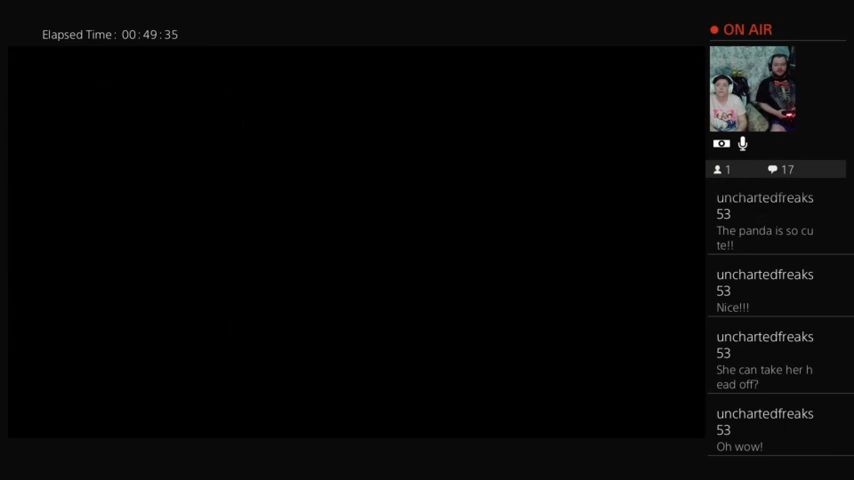 Elapsed Time: 00:49:35
ON AIR
1 17
unchartedfreaks
53
The panda is so cu
te!!
unchartedfreaks
53
Nice!!!
unchartedfreaks
53
She can take her h
ead off?
unchartedfreaks
53
Oh wow!